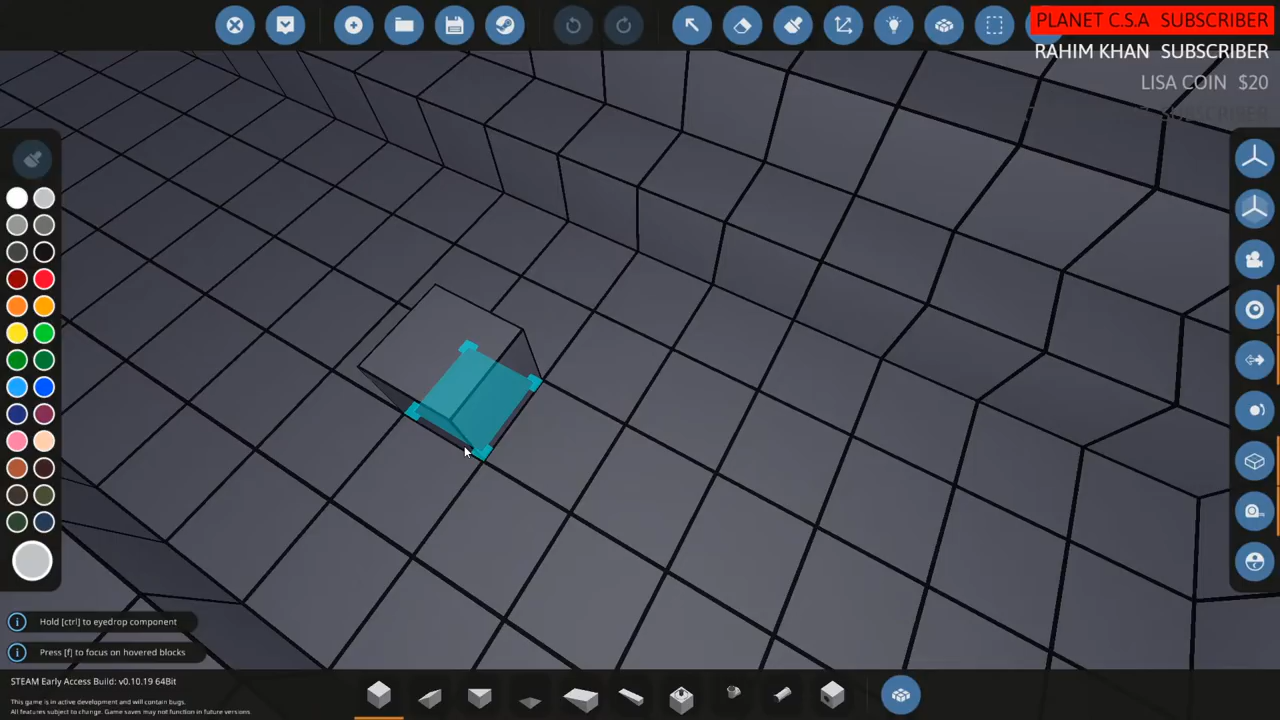 PLANET C.S.A SUBSCRIBER
RAHIM KHAN SUBSCRIBER
LISA COIN $20
SUBSCRIBER
Hold [ctrl] to eyedrop component
Press [f] to focus on hovered blocks
STEAM Early Access Build: v0.10.19 64Bit
This game is in active development and will contain bugs.
All features subject to change. Game saves may not function in future versions.